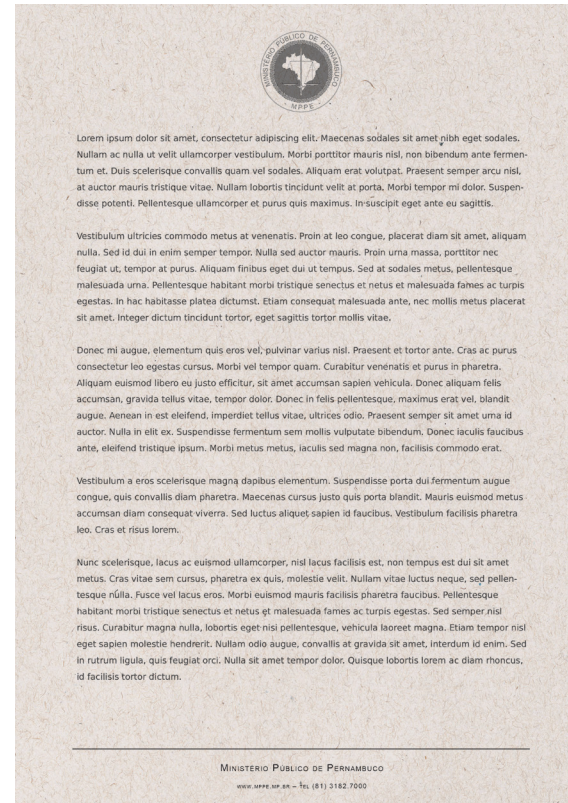 MINISTÉRIO PÚBLICO DE PERNAMBUCO
· MPPE ·
Lorem ipsum dolor sit amet, consectetur adipiscing elit. Maecenas sodales sit amet nibh eget sodales.
Nullam ac nulla ut velit ullamcorper vestibulum. Morbi porttitor mauris nisl, non bibendum ante fermen-
tum et. Duis scelerisque convallis quam vel sodales. Aliquam erat volutpat. Praesent semper arcu nisl,
at auctor mauris tristique vitae. Nullam lobortis tincidunt velit at porta. Morbi tempor mi dolor. Suspen-
disse potenti. Pellentesque ullamcorper et purus quis maximus. In suscipit eget ante eu sagittis.
Vestibulum ultricies commodo metus at venenatis. Proin at leo congue, placerat diam sit amet, aliquam
nulla. Sed id dui in enim semper tempor. Nulla sed auctor mauris. Proin urna massa, porttitor nec
feugiat ut, tempor at purus. Aliquam finibus eget dui ut tempus. Sed at sodales metus, pellentesque
malesuada urna. Pellentesque habitant morbi tristique senectus et netus et malesuada fames ac turpis
egestas. In hac habitasse platea dictumst. Etiam consequat malesuada ante, nec mollis metus placerat
sit amet. Integer dictum tincidunt tortor, eget sagittis tortor mollis vitae.
Donec mi augue, elementum quis eros vel, pulvinar varius nisl. Praesent et tortor ante. Cras ac purus
consectetur leo egestas cursus. Morbi vel tempor quam. Curabitur venenatis et purus in pharetra.
Aliquam euismod libero eu justo efficitur, sit amet accumsan sapien vehicula. Donec aliquam felis
accumsan, gravida tellus vitae, tempor dolor. Donec in felis pellentesque, maximus erat vel, blandit
augue. Aenean in est eleifend, imperdiet tellus vitae, ultrices odio. Praesent semper sit amet urna id
auctor. Nulla in elit ex. Suspendisse fermentum sem mollis vulputate bibendum. Donec iaculis faucibus
ante, eleifend tristique ipsum. Morbi metus metus, iaculis sed magna non, facilisis commodo erat.
Vestibulum a eros scelerisque magna dapibus elementum. Suspendisse porta dui fermentum augue
congue, quis convallis diam pharetra. Maecenas cursus justo quis porta blandit. Mauris euismod metus
accumsan diam consequat viverra. Sed luctus aliquet sapien id faucibus. Vestibulum facilisis pharetra
leo. Cras et risus lorem.
Nunc scelerisque, lacus ac euismod ullamcorper, nisl lacus facilisis est, non tempus est dui sit amet
metus. Cras vitae sem cursus, pharetra ex quis, molestie velit. Nullam vitae luctus neque, sed pellen-
tesque nulla. Fusce vel lacus eros. Morbi euismod mauris facilisis pharetra faucibus. Pellentesque
habitant morbi tristique senectus et netus et malesuada fames ac turpis egestas. Sed semper nisl
risus. Curabitur magna nulla, lobortis eget nisi pellentesque, vehicula laoreet magna. Etiam tempor nisl
eget sapien molestie hendrerit. Nullam odio augue, convallis at gravida sit amet, interdum id enim. Sed
in rutrum ligula, quis feugiat orci. Nulla sit amet tempor dolor. Quisque lobortis lorem ac diam rhoncus,
id facilisis tortor dictum.
Ministério Público de Pernambuco
www.mppe.mp.br – tel (81) 3182.7000